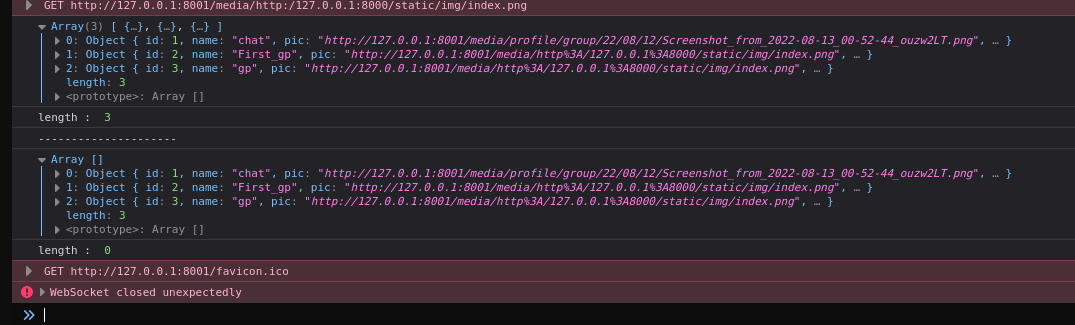 GET http://127.0.0.1:8001/media/http:/127.0.0.1:8000/static/img/index.png
Array(3) [ {…}, {…}, {…} ]
0: Object { id: 1, name: "chat", pic: "http://127.0.0.1:8001/media/profile/group/22/08/12/Screenshot_from_2022-08-13_00-52-44_ouzw2LT.png", … }
1: Object { id: 2, name: "First_gp", pic: "http://127.0.0.1:8001/media/http%3A/127.0.0.1%3A8000/static/img/index.png", … }
2: Object { id: 3, name: "gp", pic: "http://127.0.0.1:8001/media/http%3A/127.0.0.1%3A8000/static/img/index.png", … }
length: 3
<prototype>: Array []
length : 3
---------------------
Array []
0: Object { id: 1, name: "chat", pic: "http://127.0.0.1:8001/media/profile/group/22/08/12/Screenshot_from_2022-08-13_00-52-44_ouzw2LT.png", … }
1: Object { id: 2, name: "First_gp", pic: "http://127.0.0.1:8001/media/http%3A/127.0.0.1%3A8000/static/img/index.png", … }
2: Object { id: 3, name: "gp", pic: "http://127.0.0.1:8001/media/http%3A/127.0.0.1%3A8000/static/img/index.png", … }
length: 3
<prototype>: Array []
length : 0
GET http://127.0.0.1:8001/favicon.ico
WebSocket closed unexpectedly